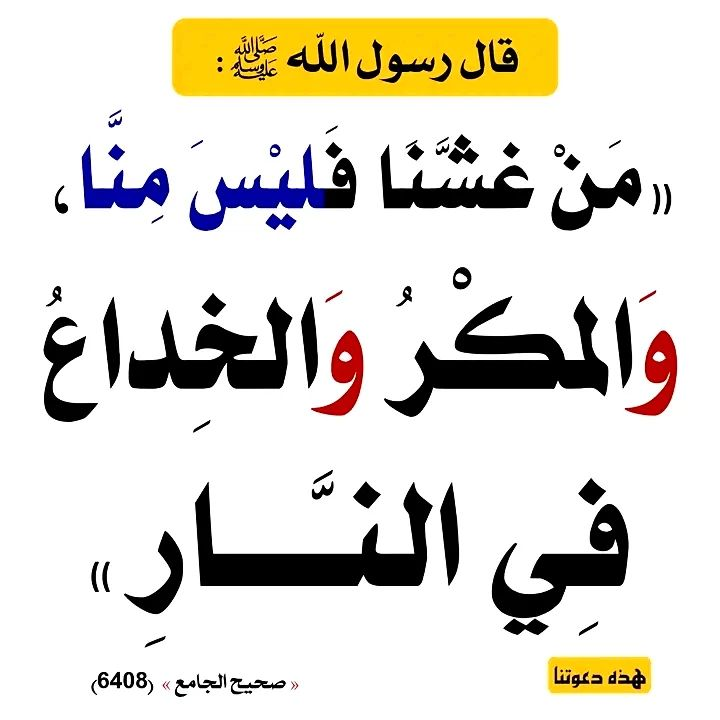 قال رسول الله ﷺ :
(( مَنْ غشَّنَا فَليْسَ مِنَّا ،
وَالمكْرُ وَالخِداعُ
فِي النَّـــارِ ))
« صحيح الجامع » (6408)
هذه دعوتنا